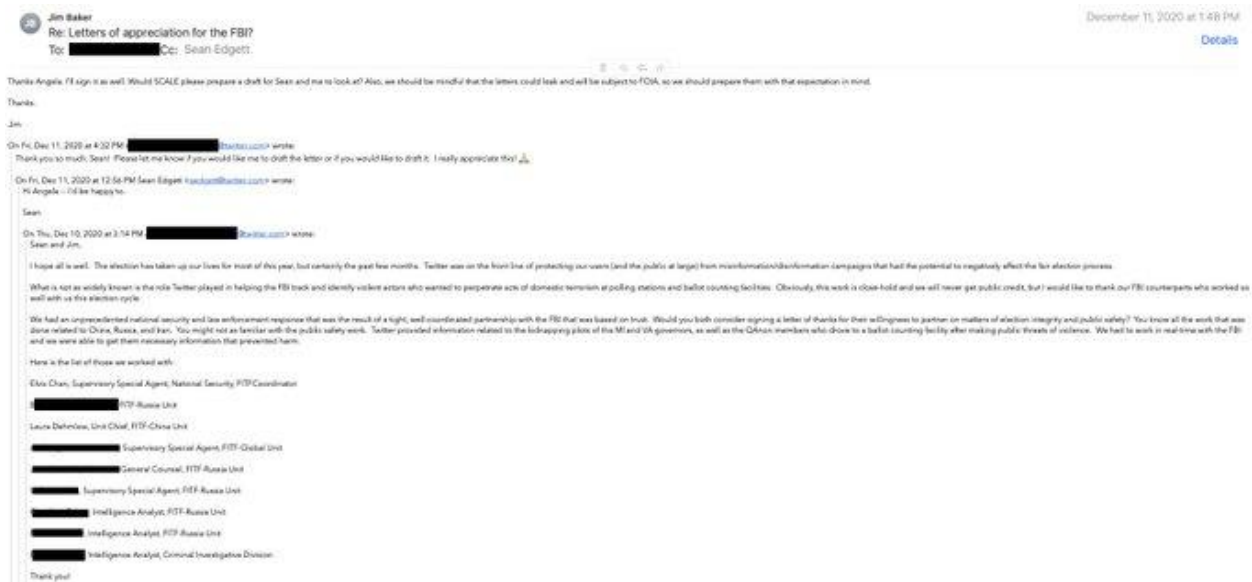 JB
Jim Baker
December 11, 2020 at 1:48 PM
Re: Letters of appreciation for the FBI?
To: Cc: Sean Edgett
Details
Thanks Angela. I'll sign it as well. Would SCALE please prepare a draft for Sean and me to look at? Also, we should be mindful that the letters could leak and will be subject to FOIA, so we should prepare them with that expectation in mind.
Thanks.
Jim
On Fri, Dec 11, 2020 at 4:32 PM @twitter.com> wrote:
Thank you so much, Sean! Please let me know if you would like me to draft the letter or if you would like to draft it. I really appreciate this! 🙏
On Fri, Dec 11, 2020 at 12:56 PM Sean Edgett <sedgett@twitter.com> wrote:
Hi Angela -- I'd be happy to.
Sean
On Thu, Dec 10, 2020 at 3:14 PM @twitter.com> wrote:
Sean and Jim,
I hope all is well. The election has taken up our lives for most of this year, but certainly the past few months. Twitter was on the front line of protecting our users (and the public at large) from misinformation/disinformation campaigns that had the potential to negatively effect the fair election process.
What is not as widely known is the role Twitter played in helping the FBI track and identify violent actors who wanted to perpetrate acts of domestic terrorism at polling stations and ballot counting facilities. Obviously, this work is close-hold and we will never get public credit, but I would like to thank our FBI counterparts who worked so
well with us this election cycle.
We had an unprecedented national security and law enforcement response that was the result of a tight, well-coordinated partnership with the FBI that was based on trust. Would you both consider signing a letter of thanks for their willingness to partner on matters of election integrity and public safety? You know all the work that was
done related to China, Russia, and Iran. You might not as familiar with the public safety work. Twitter provided information related to the kidnapping plots of the MI and VA governors, as well as the QAnon members who drove to a ballot counting facility after making public threats of violence. We had to work in real-time with the FBI
and we were able to get them necessary information that prevented harm.
Here is the list of those we worked with:
Elvis Chan, Supervisory Special Agent, National Security, FITF Coordinator
FITF-Russia Unit
Laura Dehmlow, Unit Chief, FITF-China Unit
Supervisory Special Agent, FITF-Global Unit
General Counsel, FITF-Russia Unit
, Supervisory Special Agent, FITF-Russia Unit
, Intelligence Analyst, FITF-Russia Unit
, Intelligence Analyst, FITF-Russia Unit
Intelligence Analyst, Criminal Investigative Division
Thank you!